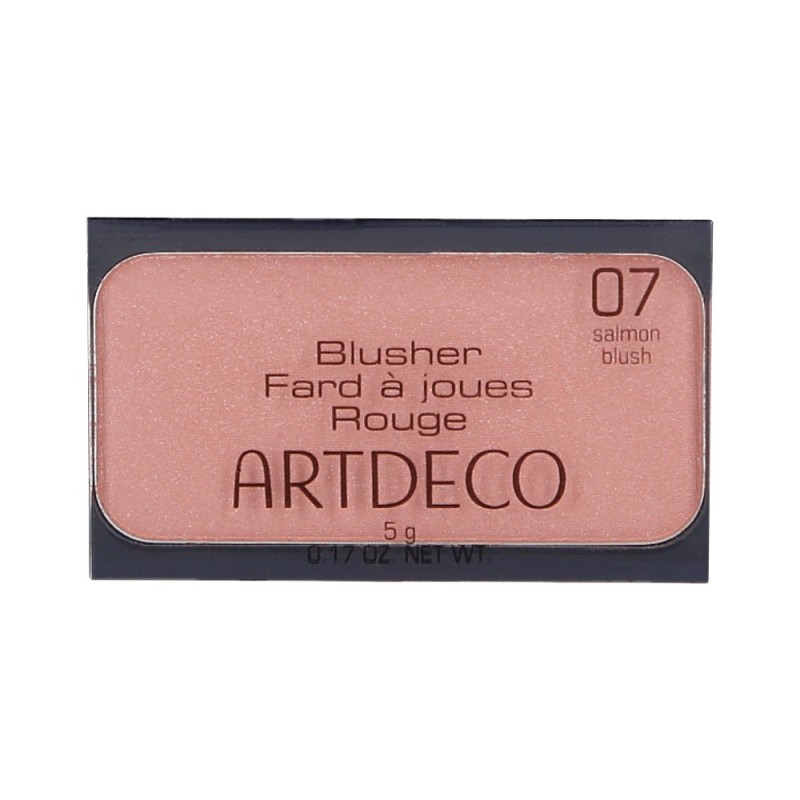 07
salmon
blush
Blusher
Fard à joues
Rouge
ARTDECO
5 g
0.17 OZ. NET WT.